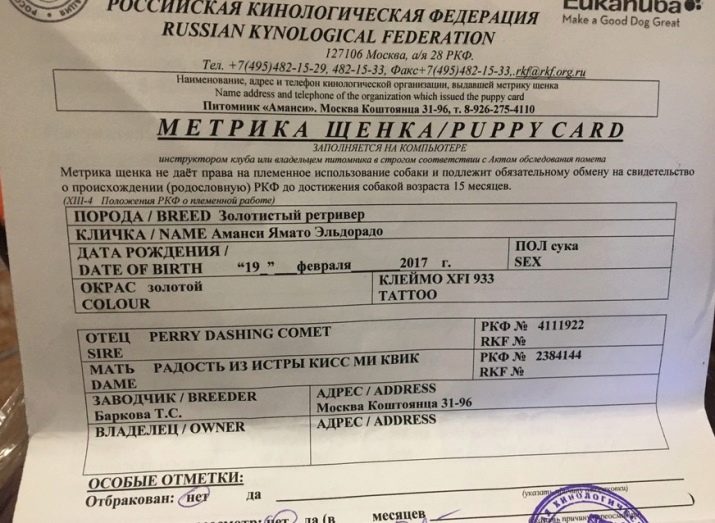 РОССИЙСКАЯ КИНОЛОГИЧЕСКАЯ ФЕДЕРАЦИЯ
Eukanuba
Make a Good Dog Great
RUSSIAN KYNOLOGICAL FEDERATION
127106 Москва, а/я 28 РКФ.
Тел. +7(495)482-15-29, 482-15-33, Факс+7(495)482-15-33,.rkf@rkf.org.ru
Наименование, адрес и телефон кинологической организации, выдавшей метрику щенка
Name address and telephone of the organization which issued the puppy card
Питомник «Аманси». Москва Коштоянца 31-96, т. 8-926-275-4110
МЕТРИКА ЩЕНКА/PUPPY CARD
ЗАПОЛНЯЕТСЯ НА КОМПЬЮТЕРЕ
инструктором клуба или владельцем питомника в строгом соответствии с Актом обследования помета
Метрика щенка не даёт права на племенное использование собаки и подлежит обязательному обмену на свидетельство
о происхождении (родословную) РКФ до достижения собакой возраста 15 месяцев.
(XIII-4 Положения РКФ о племенной работе)
ПОРОДА / BREED Золотистый ретривер
КЛИЧКА / NAME Аманси Ямато Эльдорадо
ДАТА РОЖДЕНИЯ /
DATE OF BIRTH "19_"___февраля_____2017 г.
ПОЛ сука
SEX
ОКРАС золотой
COLOUR
КЛЕЙМО XFI 933
TATTOO
ОТЕЦ PERRY DASHING COMET
SIRE
РКФ № 4111922
RKF №
МАТЬ РАДОСТЬ ИЗ ИСТРЫ КИСС МИ КВИК
DAME
РКФ № 2384144
RKF №
ЗАВОДЧИК / BREEDER
Баркова Т.С.
АДРЕС / ADDRESS
Москва Коштоянца 31-96
ВЛАДЕЛЕЦ / OWNER
АДРЕС / ADDRESS
ОСОБЫЕ ОТМЕТКИ:
Отбракован: нет да
(указать
нет да (в месяцев